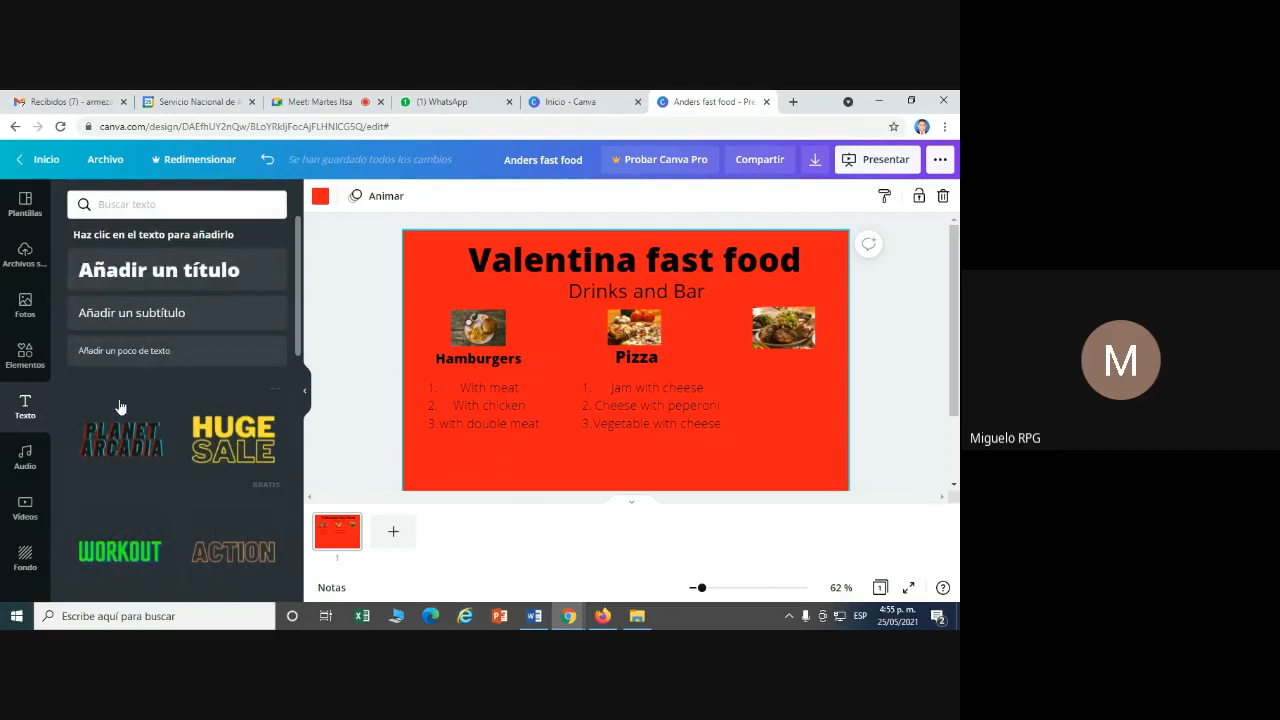 Recibidos (7) - armeza
Servicio Nacional de A
Meet: Martes Itsa
(1) WhatsApp
Inicio - Canva
Anders fast food - Pre
canva.com/design/DAEfhUY2nQw/BLoYRkIjFocAjFLHNlCG5Q/edit#
Inicio
Archivo
Redimensionar
Se han guardado todos los cambios
Anders fast food
Probar Canva Pro
Compartir
Presentar
Plantillas
Archivos s...
Fotos
Elementos
Texto
Audio
Vídeos
Fondo
Buscar texto
Haz clic en el texto para añadirlo
Añadir un título
Añadir un subtítulo
Añadir un poco de texto
PLANET
ARCADIA
HUGE
SALE
GRATIS
WORKOUT
ACTION
Animar
Valentina fast food
Drinks and Bar
Hamburgers
Pizza
1. With meat
2. With chicken
3. with double meat
1. Jam with cheese
2. Cheese with peperoni
3. Vegetable with cheese
1
Notas
62 %
1
Escribe aquí para buscar
ESP
4:55 p. m.
25/05/2021
2
M
Miguelo RPG